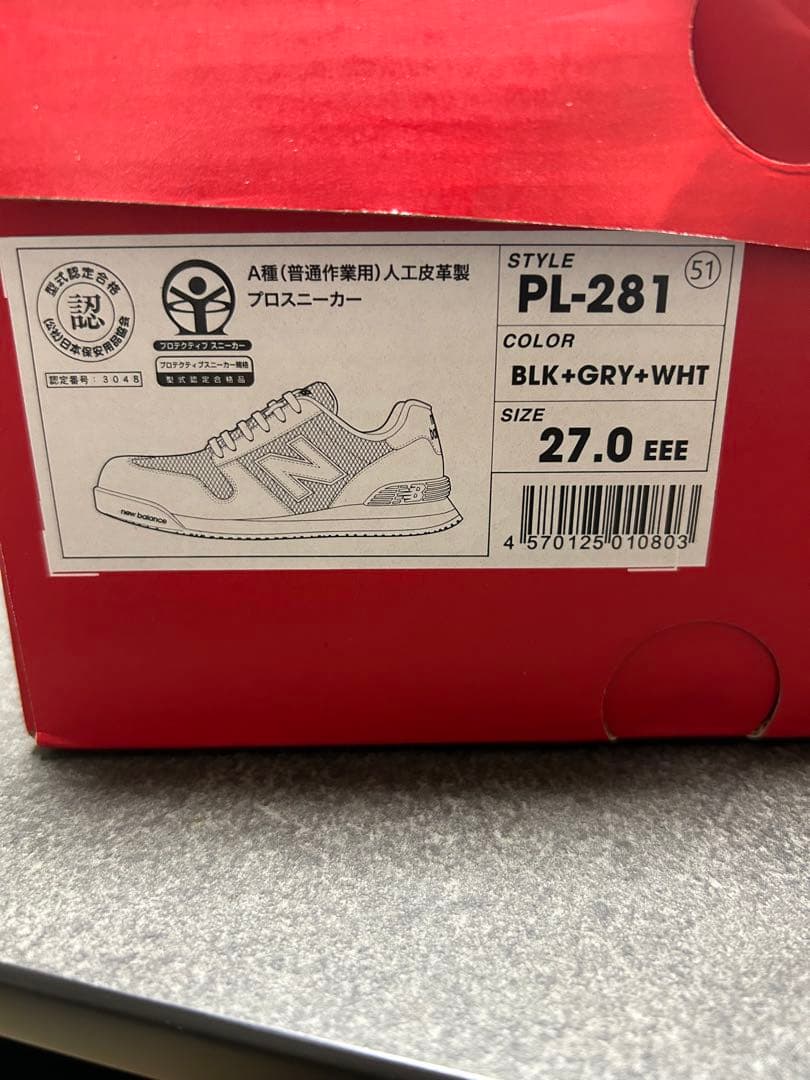 型式認定合格
認
(公社)日本保安用品協会
認定番号：3048
プロテクティブ スニーカー
プロテクティブスニーカー規格
型式認定合格品
A種(普通作業用)人工皮革製
プロスニーカー
N
new balance
NB
STYLE
PL-281
51
COLOR
BLK+GRY+WHT
SIZE
27.0 EEE
4 570125 010803